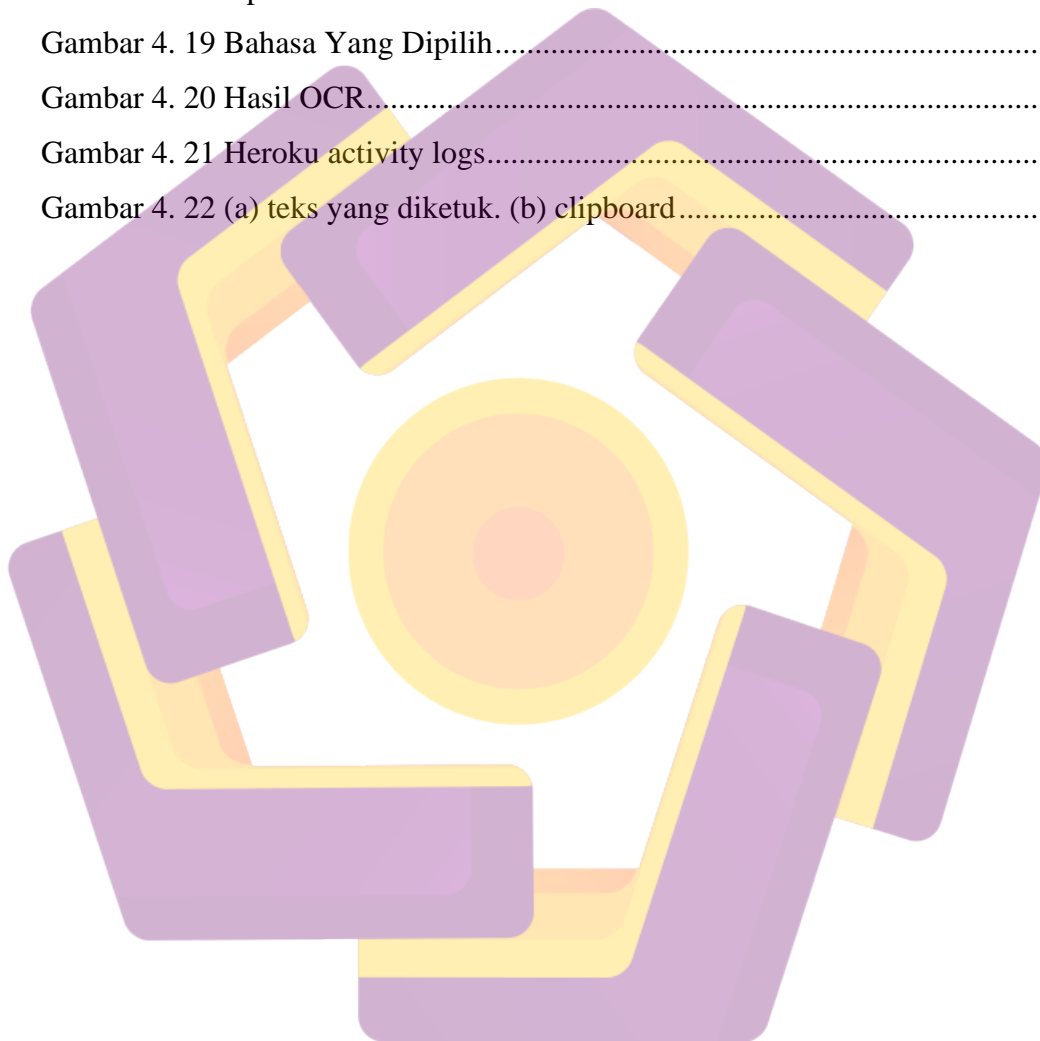 Gambar 4. 19 Bahasa Yang Dipilih..................................................................
Gambar 4. 20 Hasil OCR..................................................................................
Gambar 4. 21 Heroku activity logs...................................................................
Gambar 4. 22 (a) teks yang diketuk. (b) clipboard...........................................